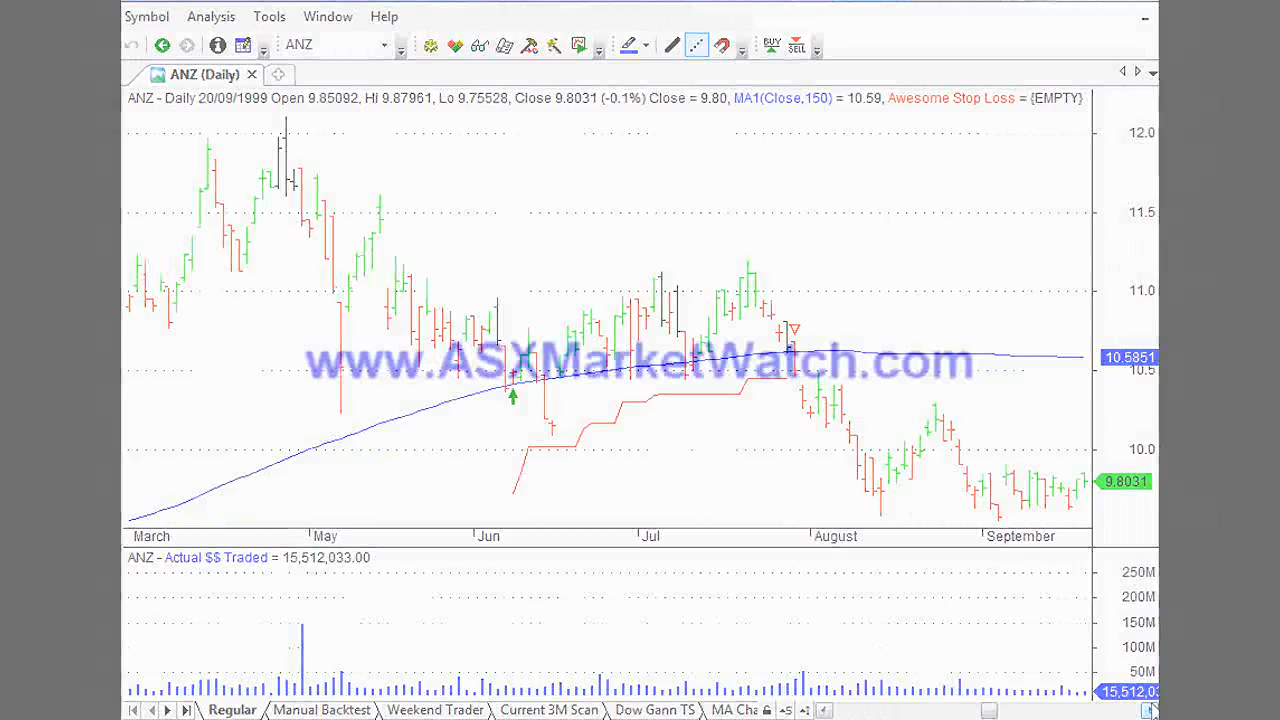 Symbol Analysis Tools Window Help
ANZ
BUY SELL
ANZ (Daily)
ANZ - Daily 20/09/1999 Open 9.85092, Hi 9.87961, Lo 9.75528, Close 9.8031 (-0.1%) Close = 9.80, MA1(Close,150) = 10.59, Awesome Stop Loss = {EMPTY}
12.0
11.5
11.0
www.ASXMarketWatch.com
10.5851
10.5
10.0
9.8031
March May Jun Jul August September
ANZ - Actual $$ Traded = 15,512,033.00
250M
200M
150M
100M
50M
15,512,03
Regular Manual Backtest Weekend Trader Current 3M Scan Dow Gann TS MA Cha